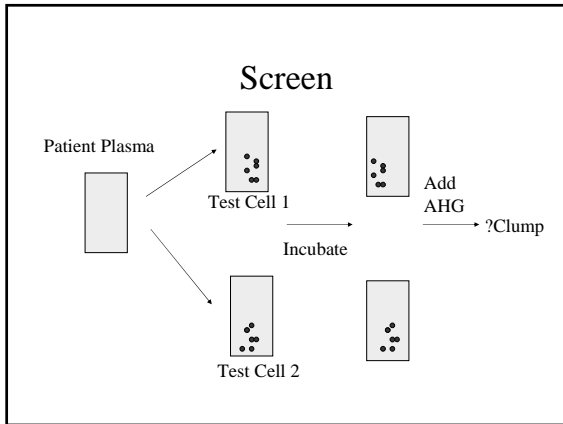 Screen
Patient Plasma
Test Cell 1
Add
AHG
?Clump
Incubate
Test Cell 2